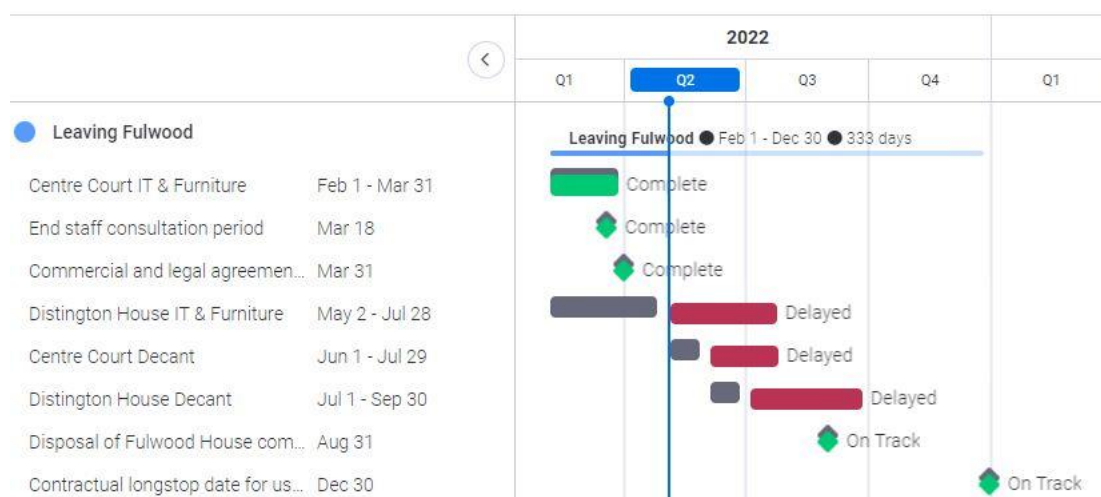 2022
Q1 Q2 Q3 Q4 Q1
Leaving Fulwood
Leaving Fulwood ● Feb 1 - Dec 30 ● 333 days
Centre Court IT & Furniture Feb 1 - Mar 31 Complete
End staff consultation period Mar 18 Complete
Commercial and legal agreemen... Mar 31 Complete
Distington House IT & Furniture May 2 - Jul 28 Delayed
Centre Court Decant Jun 1 - Jul 29 Delayed
Distington House Decant Jul 1 - Sep 30 Delayed
Disposal of Fulwood House com... Aug 31 On Track
Contractual longstop date for us... Dec 30 On Track